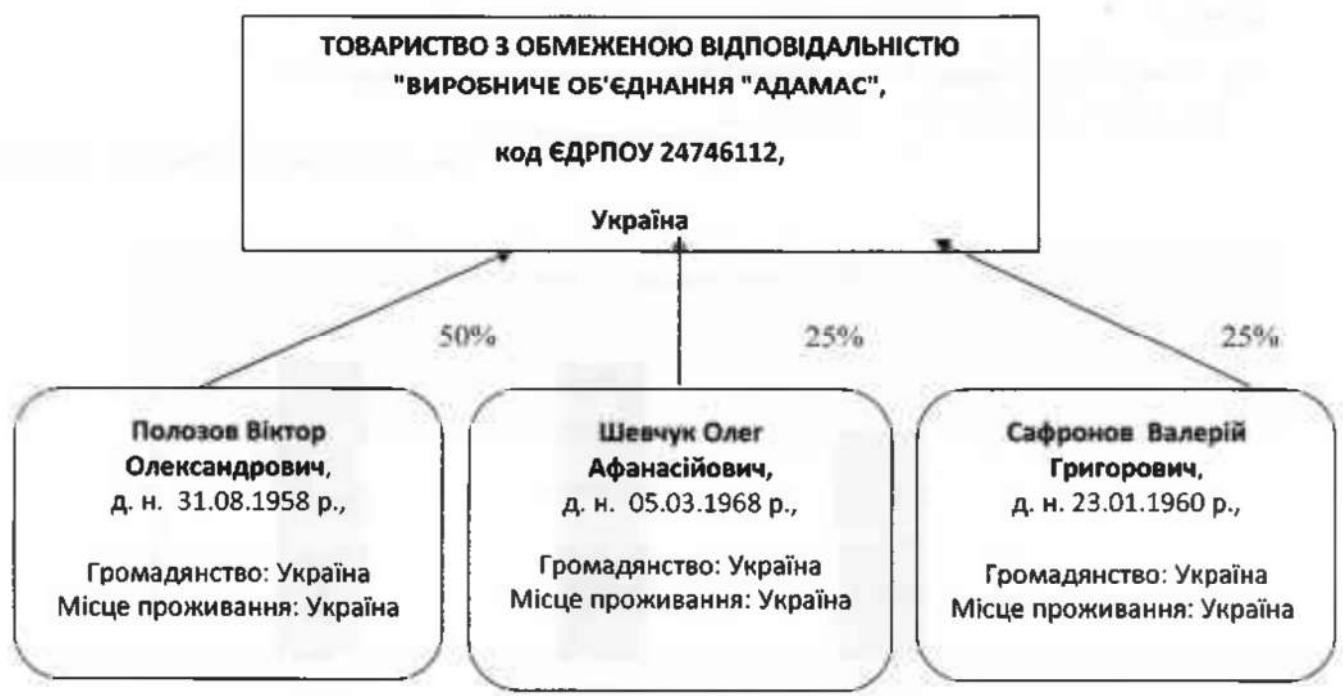 ТОВАРИСТВО З ОБМЕЖЕНОЮ ВІДПОВІДАЛЬНІСТЮ
"ВИРОБНИЧЕ ОБ'ЄДНАННЯ "АДАМАС",
код ЄДРПОУ 24746112,
Україна
50%
25%
25%
Полозов Віктор
Олександрович,
д. н. 31.08.1958 р.,
Громадянство: Україна
Місце проживання: Україна
Шевчук Олег
Афанасійович,
д. н. 05.03.1968 р.,
Громадянство: Україна
Місце проживання: Україна
Сафронов Валерій
Григорович,
д. н. 23.01.1960 р.,
Громадянство: Україна
Місце проживання: Україна